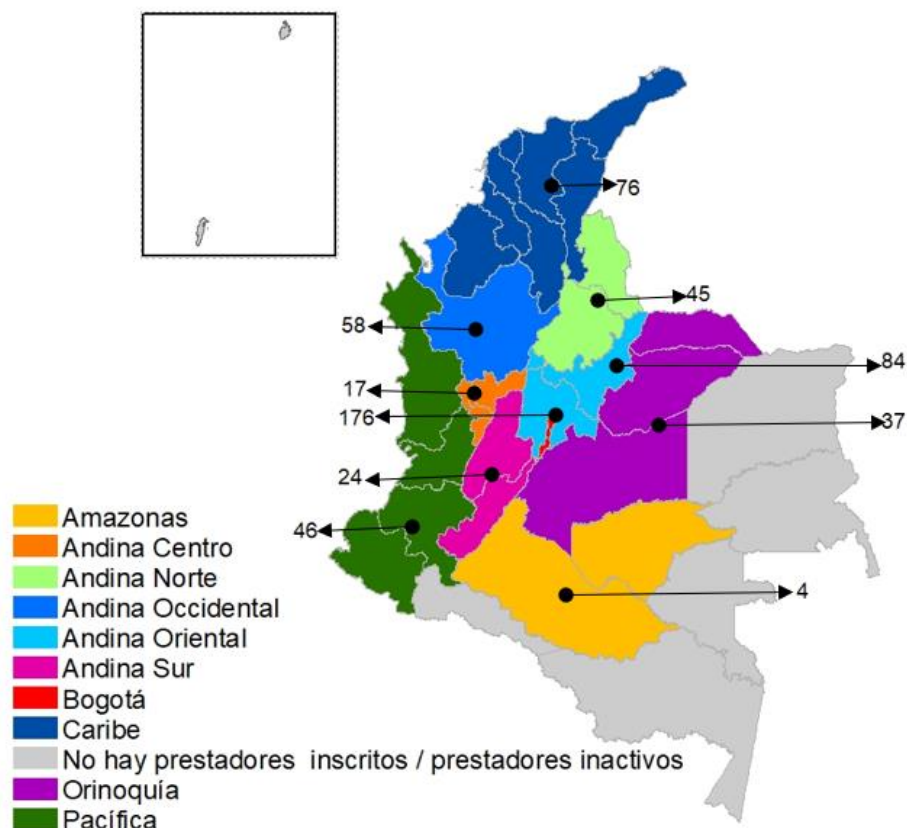 76
45
58
84
17
176
37
24
46
4
Amazonas
Andina Centro
Andina Norte
Andina Occidental
Andina Oriental
Andina Sur
Bogotá
Caribe
No hay prestadores inscritos / prestadores inactivos
Orinoquía
Pacífica